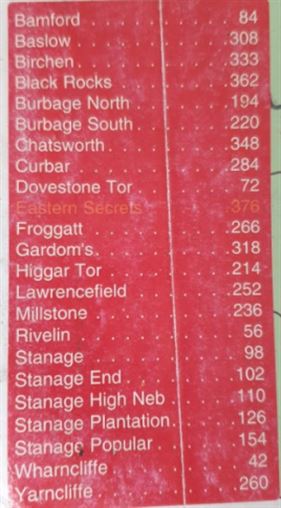 Bamford . . . . . . . . 84
Baslow . . . . . . . . 308
Birchen . . . . . . . . 333
Black Rocks . . . . . . 362
Burbage North . . . . . 194
Burbage South . . . . . 220
Chatsworth . . . . . . 348
Curbar . . . . . . . . 284
Dovestone Tor . . . . . 72
Eastern Secrets . . . . 376
Froggatt . . . . . . . 266
Gardom's . . . . . . . 318
Higgar Tor . . . . . . 214
Lawrencefield . . . . . 252
Millstone . . . . . . . 236
Rivelin . . . . . . . . 56
Stanage . . . . . . . . 98
Stanage End . . . . . . 102
Stanage High Neb . . . 110
Stanage Plantation . . 126
Stanage Popular . . . . 154
Wharncliffe . . . . . . 42
Yarncliffe . . . . . . 260